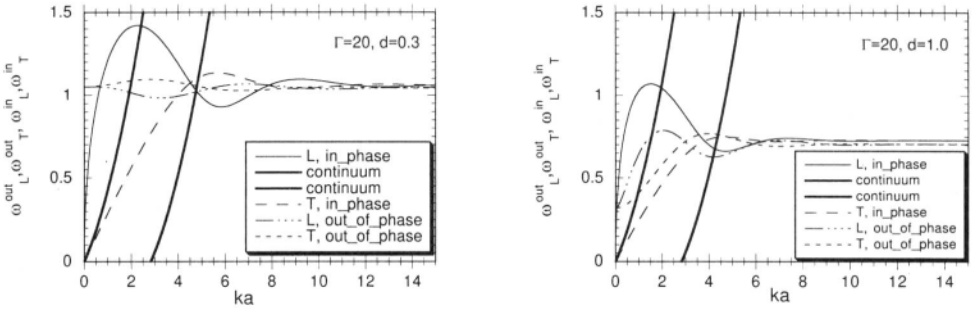 1.5
1
0.5
0
0 2 4 6 8 10 12 14
ka
ω^out_L, ω^out_T, ω^in_L, ω^in_T
Γ=20, d=0.3
L, in_phase
continuum
continuum
T, in_phase
L, out_of_phase
T, out_of_phase
1.5
1
0.5
0
0 2 4 6 8 10 12 14
ka
ω^out_L, ω^out_T, ω^in_L, ω^in_T
Γ=20, d=1.0
L, in_phase
continuum
continuum
T, in_phase
L, out_of_phase
T, out_of_phase